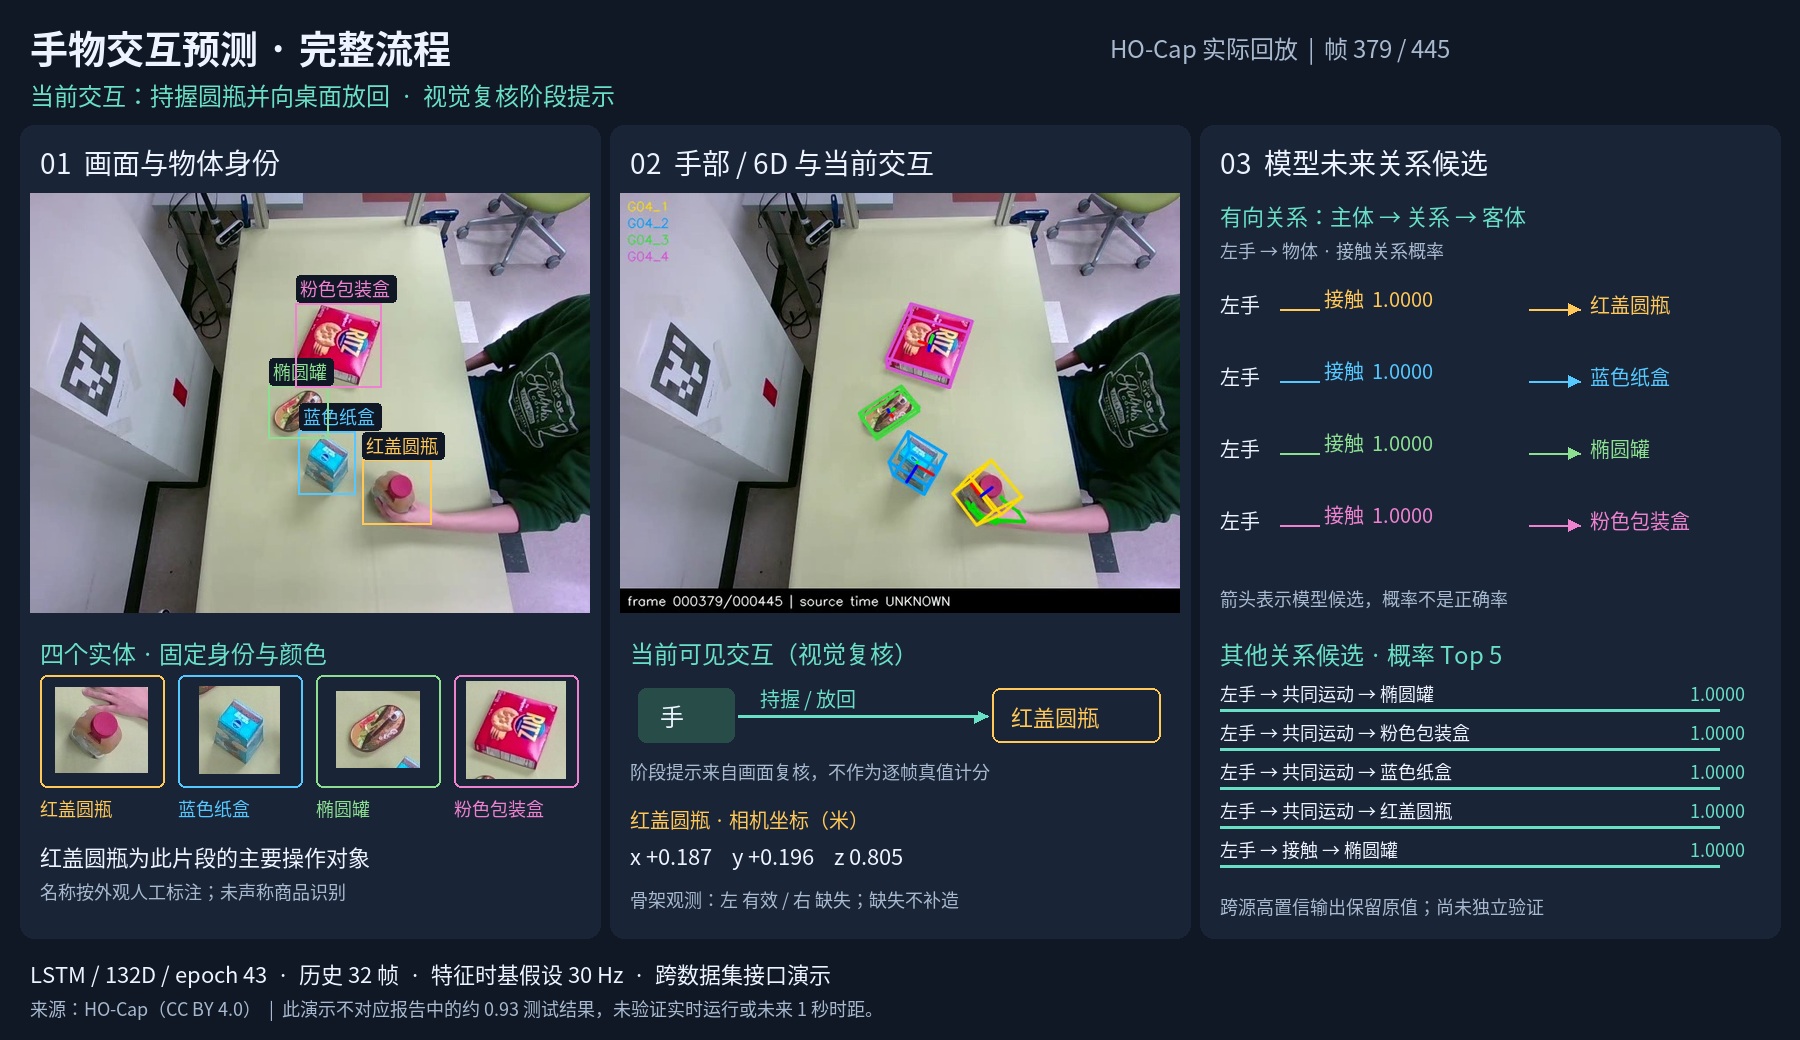 手物交互预测 · 完整流程
HO-Cap 实际回放 | 帧 379 / 445
当前交互：持握圆瓶并向桌面放回 · 视觉复核阶段提示
01 画面与物体身份
粉色包装盒
RITZ
椭圆罐
蓝色纸盒
红盖圆瓶
四个实体 · 固定身份与颜色
RITZ
红盖圆瓶
蓝色纸盒
椭圆罐
粉色包装盒
红盖圆瓶为此片段的主要操作对象
名称按外观人工标注；未声称商品识别
02 手部 / 6D 与当前交互
G04_1
G04_2
G04_3
G04_4
RITZ
frame 000379/000445 | source time UNKNOWN
当前可见交互（视觉复核）
手
持握 / 放回
红盖圆瓶
阶段提示来自画面复核，不作为逐帧真值计分
红盖圆瓶 · 相机坐标（米）
x +0.187 y +0.196 z 0.805
骨架观测：左 有效 / 右 缺失；缺失不补造
03 模型未来关系候选
有向关系：主体 → 关系 → 客体
左手 → 物体 · 接触关系概率
左手 接触 1.0000 红盖圆瓶
左手 接触 1.0000 蓝色纸盒
左手 接触 1.0000 椭圆罐
左手 接触 1.0000 粉色包装盒
箭头表示模型候选，概率不是正确率
其他关系候选 · 概率 Top 5
左手 → 共同运动 → 椭圆罐 1.0000
左手 → 共同运动 → 粉色包装盒 1.0000
左手 → 共同运动 → 蓝色纸盒 1.0000
左手 → 共同运动 → 红盖圆瓶 1.0000
左手 → 接触 → 椭圆罐 1.0000
跨源高置信输出保留原值；尚未独立验证
LSTM / 132D / epoch 43 · 历史 32 帧 · 特征时基假设 30 Hz · 跨数据集接口演示
来源：HO-Cap（CC BY 4.0） | 此演示不对应报告中的约 0.93 测试结果，未验证实时运行或未来 1 秒时距。